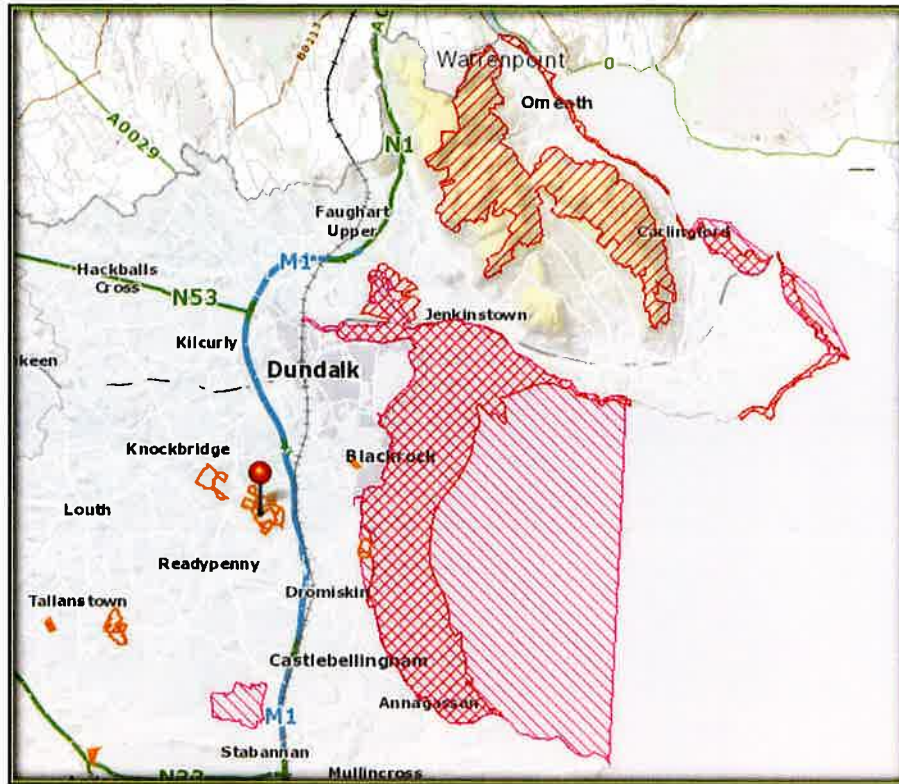 B0113
A0029
Warrenpoint
Omeath
N1
Faughart
Upper
Carlingford
M1
Hackballs
Cross
N53
Jenkinstown
Kilcurly
keen
Dundalk
Knockbridge
Blackrock
Louth
Readypenny
Dromiskin
Tallanstown
Castlebellingham
Annagassan
M1
Stabannan
Mullincross